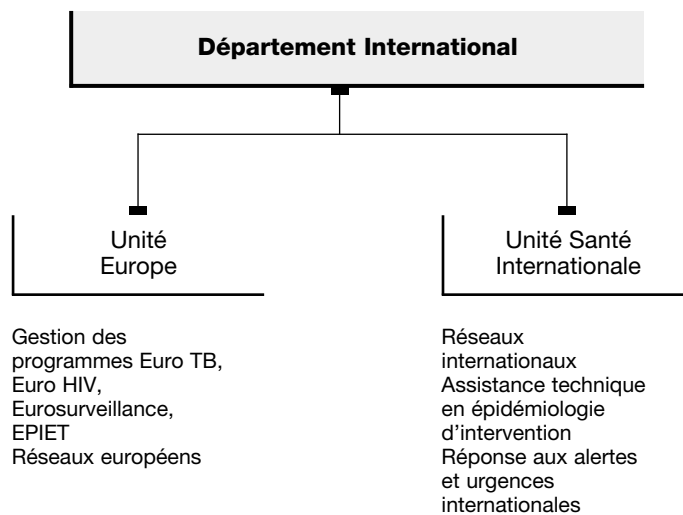 Département International
Unité
Europe
Gestion des
programmes Euro TB,
Euro HIV,
Eurosurveillance,
EPIET
Réseaux européens
Unité Santé
Internationale
Réseaux
internationaux
Assistance technique
en épidémiologie
d'intervention
Réponse aux alertes
et urgences
internationales